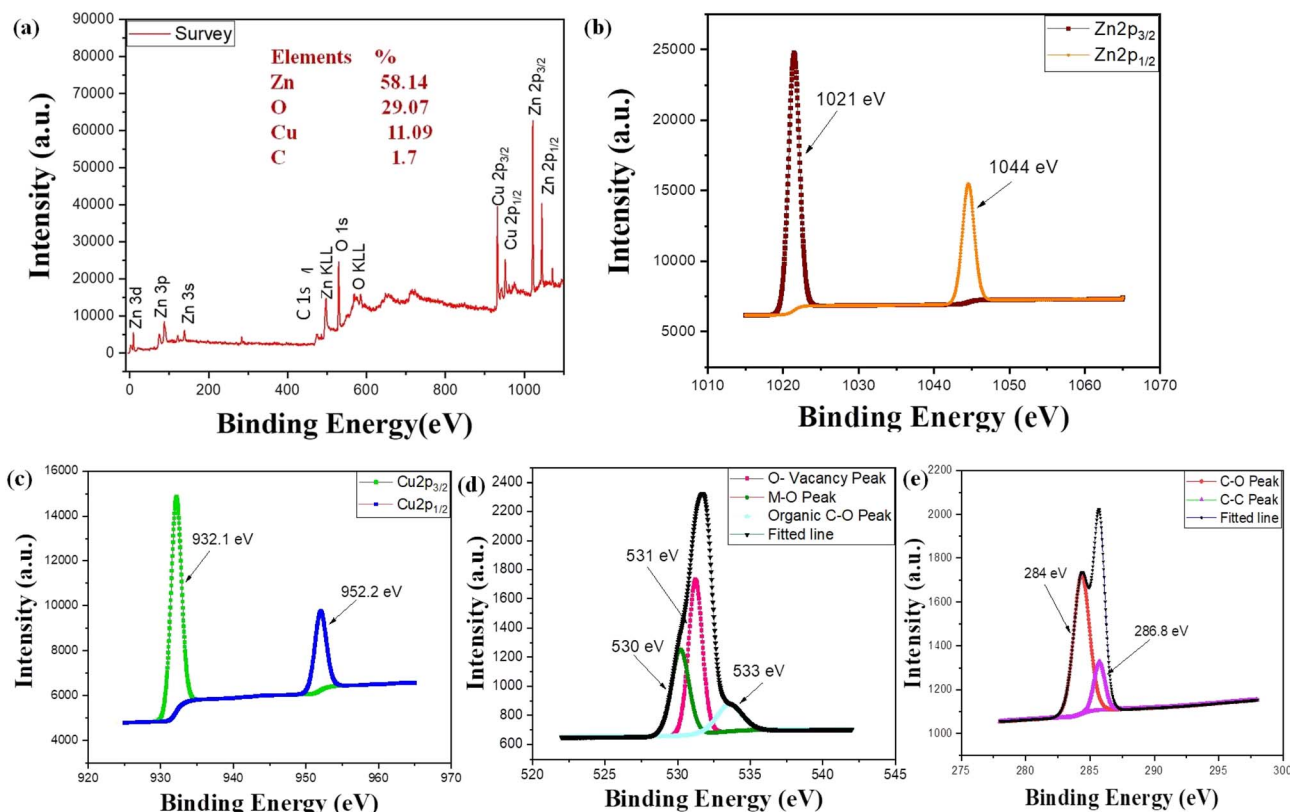 (a)
Survey
Elements %
Zn 58.14
O 29.07
Cu 11.09
C 1.7
Zn 3d
Zn 3p
Zn 3s
C 1s
Zn KLL
O 1s
O KLL
Cu 2p3/2
Cu 2p1/2
Zn 2p3/2
Zn 2p1/2
90000
80000
70000
60000
50000
40000
30000
20000
10000
0
0 200 400 600 800 1000
Intensity (a.u.)
Binding Energy(eV)
(b)
Zn2p3/2
Zn2p1/2
1021 eV
1044 eV
25000
20000
15000
10000
5000
1010 1020 1030 1040 1050 1060 1070
Intensity (a.u.)
Binding Energy (eV)
(c)
Cu2p3/2
Cu2p1/2
932.1 eV
952.2 eV
16000
14000
12000
10000
8000
6000
4000
920 930 940 950 960 970
Intensity (a.u.)
Binding Energy (eV)
(d)
O- Vacancy Peak
M-O Peak
Organic C-O Peak
Fitted line
531 eV
530 eV
533 eV
2400
2200
2000
1800
1600
1400
1200
1000
800
600
520 525 530 535 540 545
Intensity (a.u.)
Binding Energy (eV)
(e)
C-O Peak
C-C Peak
Fitted line
284 eV
286.8 eV
2200
2000
1800
1600
1400
1200
1000
275 280 285 290 295 300
Intensity (a.u.)
Binding Energy (eV)